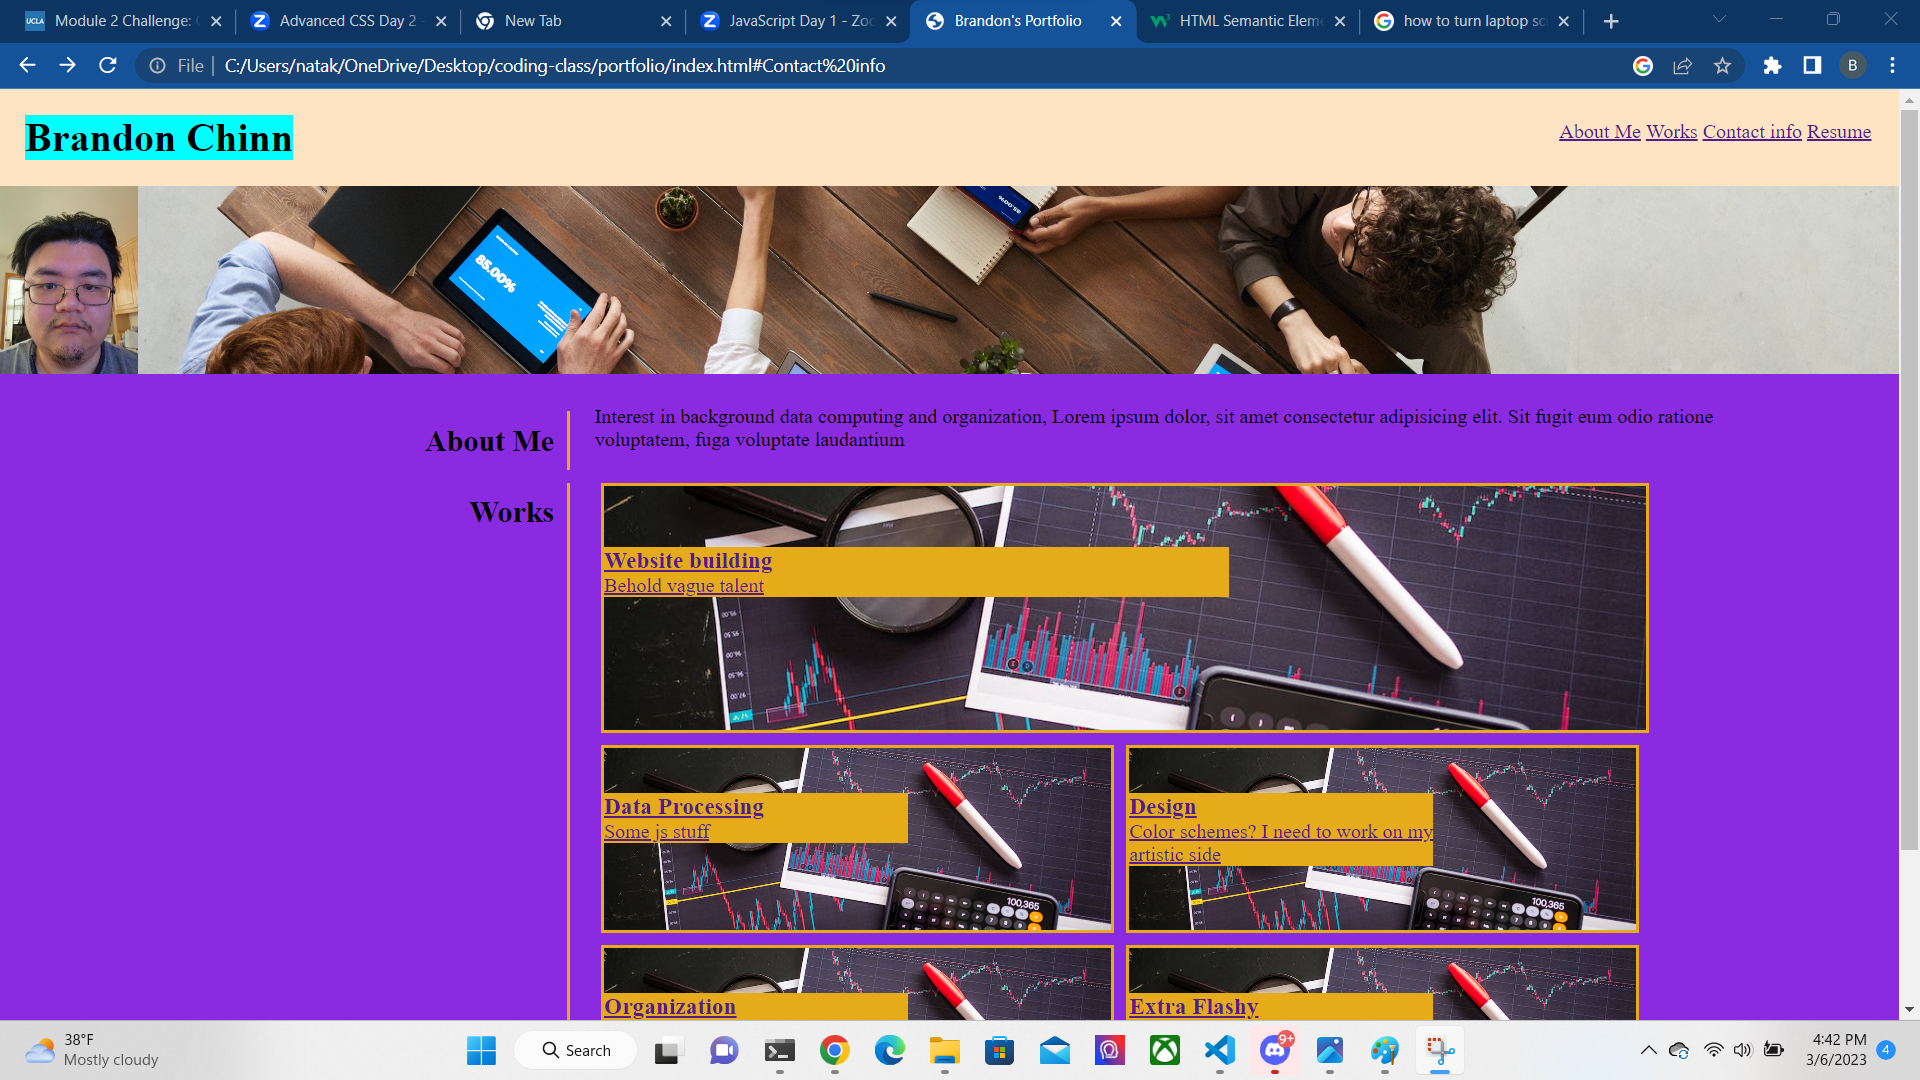 Module 2 Challenge:
Advanced CSS Day 2 -
New Tab
JavaScript Day 1 - Zoo
Brandon's Portfolio
HTML Semantic Elem
how to turn laptop sc
File
C:/Users/natak/OneDrive/Desktop/coding-class/portfolio/index.html#Contact%20info
B
Brandon Chinn
About Me Works Contact info Resume
85.00%
About Me
Interest in background data computing and organization, Lorem ipsum dolor, sit amet consectetur adipisicing elit. Sit fugit eum odio ratione
voluptatem, fuga voluptate laudantium
Works
Website building
Behold vague talent
Data Processing
Some js stuff
100,365
Design
Color schemes? I need to work on my
artistic side
100,365
Organization
Extra Flashy
38°F
Mostly cloudy
Search
9+
4:42 PM
3/6/2023
4